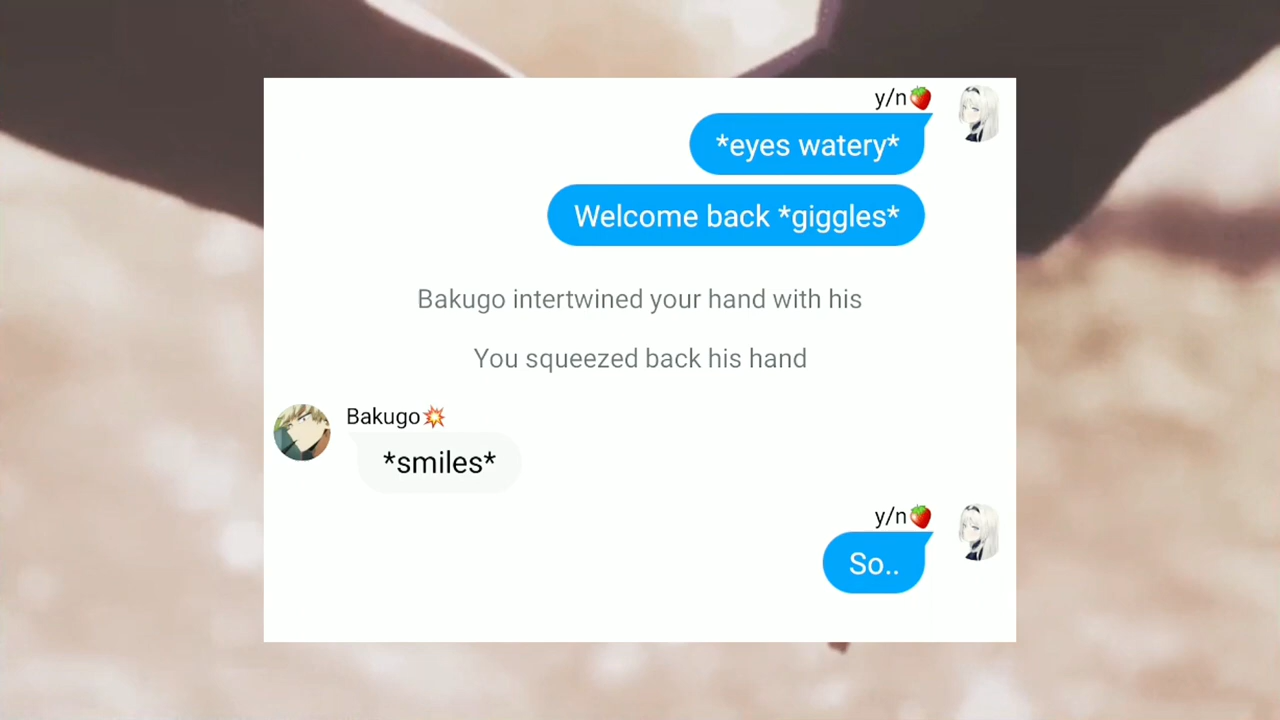 y/n🍓
*eyes watery*
Welcome back *giggles*
Bakugo intertwined your hand with his
You squeezed back his hand
Bakugo💥
*smiles*
y/n🍓
So..